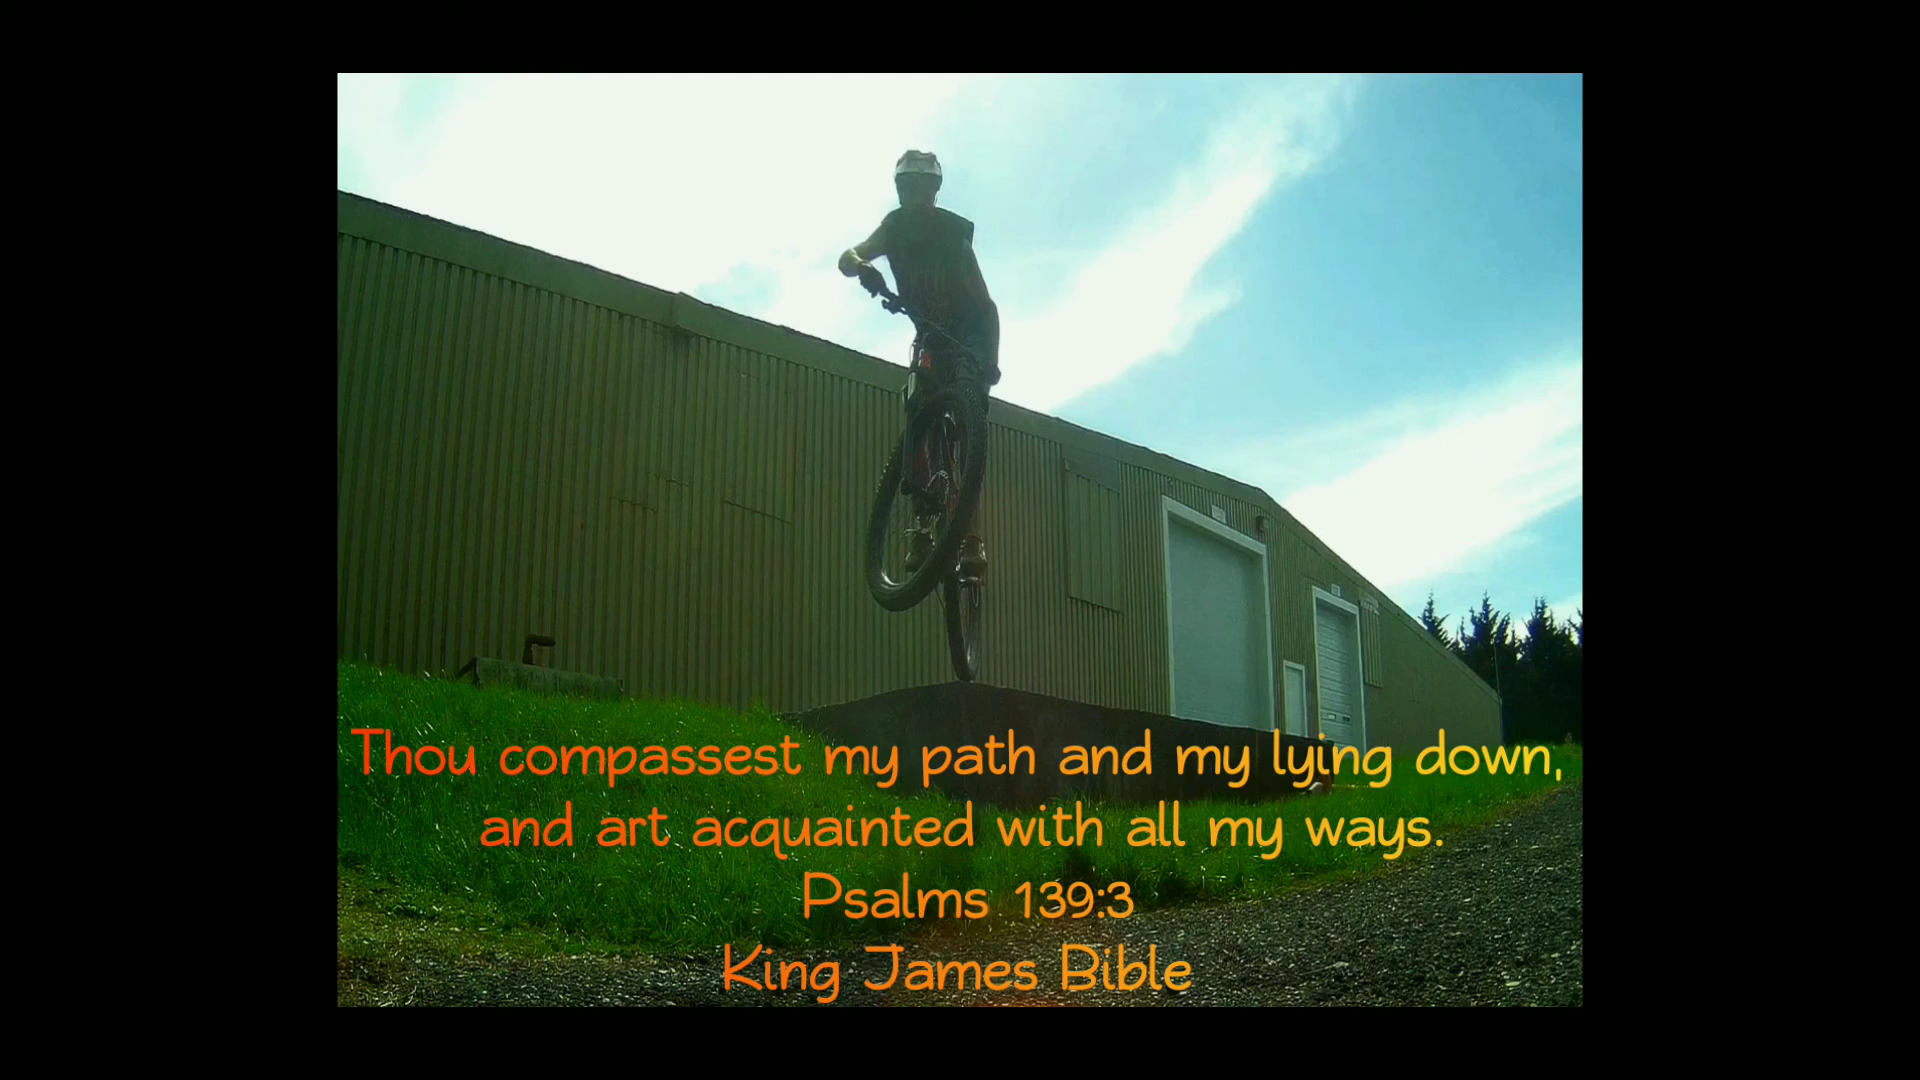 Thou compassest my path and my lying down,
and art acquainted with all my ways.
Psalms 139:3
King James Bible